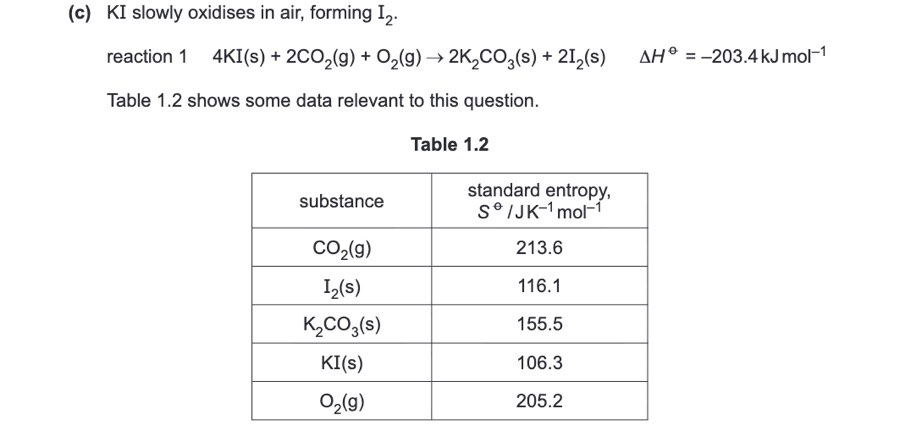 (c) KI slowly oxidises in air, forming I₂.
reaction 1 4KI(s) + 2CO₂(g) + O₂(g) → 2K₂CO₃(s) + 2I₂(s) ΔH⦵ = –203.4 kJ mol⁻¹
Table 1.2 shows some data relevant to this question.
Table 1.2
substance standard entropy, S⦵ / J K⁻¹ mol⁻¹
CO₂(g) 213.6
I₂(s) 116.1
K₂CO₃(s) 155.5
KI(s) 106.3
O₂(g) 205.2